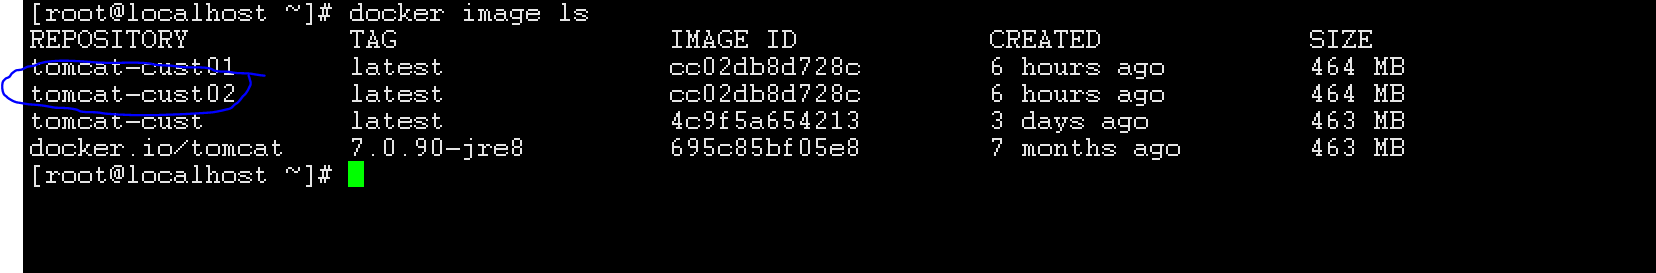 [root@localhost ~]# docker image ls
REPOSITORY TAG IMAGE ID CREATED SIZE
tomcat-cust01 latest cc02db8d728c 6 hours ago 464 MB
tomcat-cust02 latest cc02db8d728c 6 hours ago 464 MB
tomcat-cust latest 4c9f5a654213 3 days ago 463 MB
docker.io/tomcat 7.0.90-jre8 695c85bf05e8 7 months ago 463 MB
[root@localhost ~]#